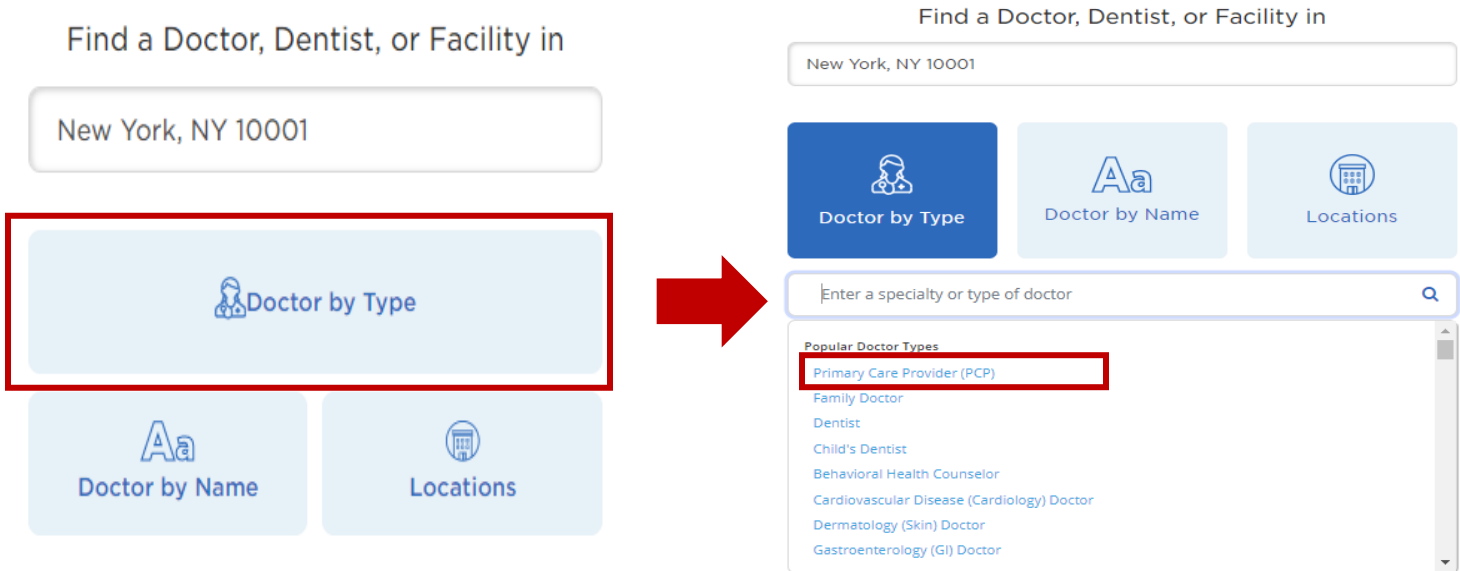 Find a Doctor, Dentist, or Facility in
New York, NY 10001
Doctor by Type
Aa
Doctor by Name
Locations
Find a Doctor, Dentist, or Facility in
New York, NY 10001
Doctor by Type
Aa
Doctor by Name
Locations
Enter a specialty or type of doctor
Popular Doctor Types
Primary Care Provider (PCP)
Family Doctor
Dentist
Child's Dentist
Behavioral Health Counselor
Cardiovascular Disease (Cardiology) Doctor
Dermatology (Skin) Doctor
Gastroenterology (GI) Doctor